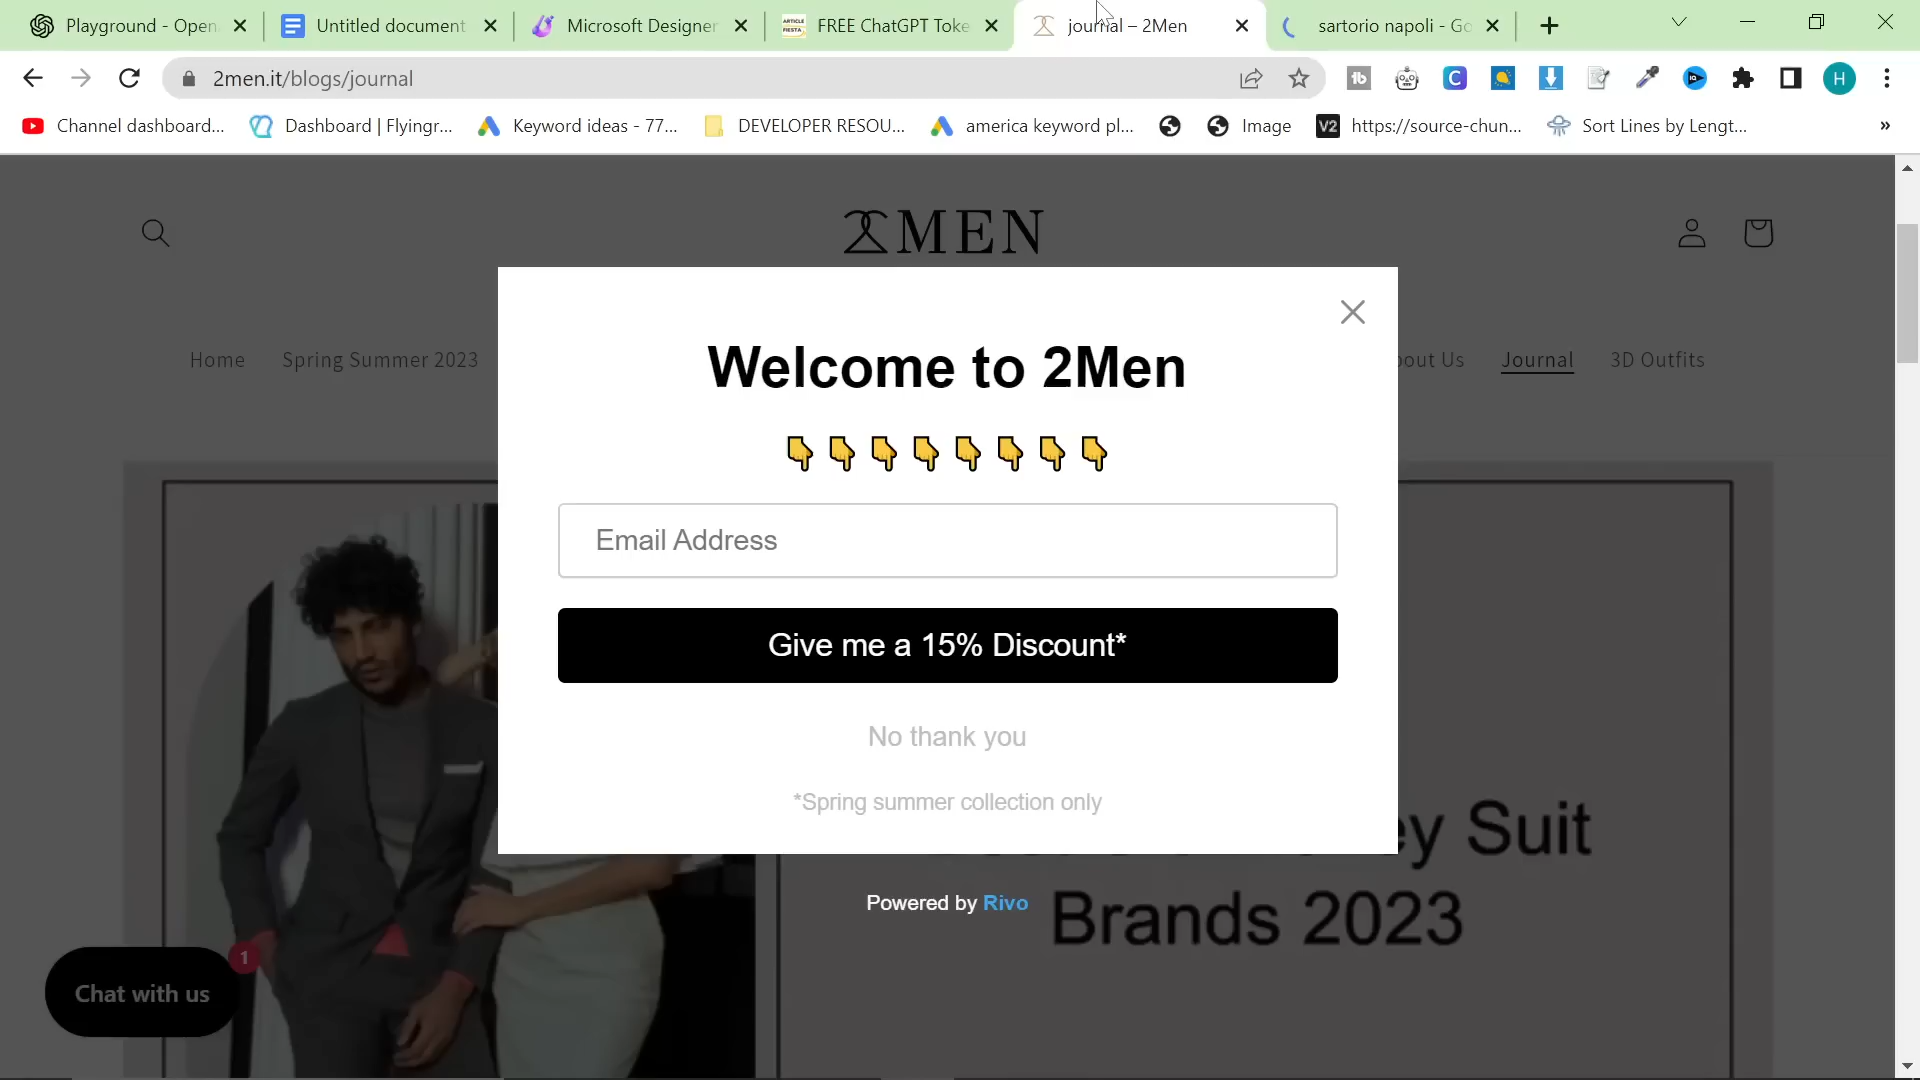 Playground - Open
Untitled document
Microsoft Designer
FREE ChatGPT Toke
journal – 2Men
sartorio napoli - Go
2men.it/blogs/journal
H
Channel dashboard...
Dashboard | Flyingr...
Keyword ideas - 77...
DEVELOPER RESOU...
america keyword pl...
Image
https://source-chun...
Sort Lines by Lengt...
»
2MEN
Home
Spring Summer 2023
bout Us
Journal
3D Outfits
Welcome to 2Men
Email Address
Give me a 15% Discount*
No thank you
*Spring summer collection only
Powered by Rivo
ey Suit
Brands 2023
Chat with us
1